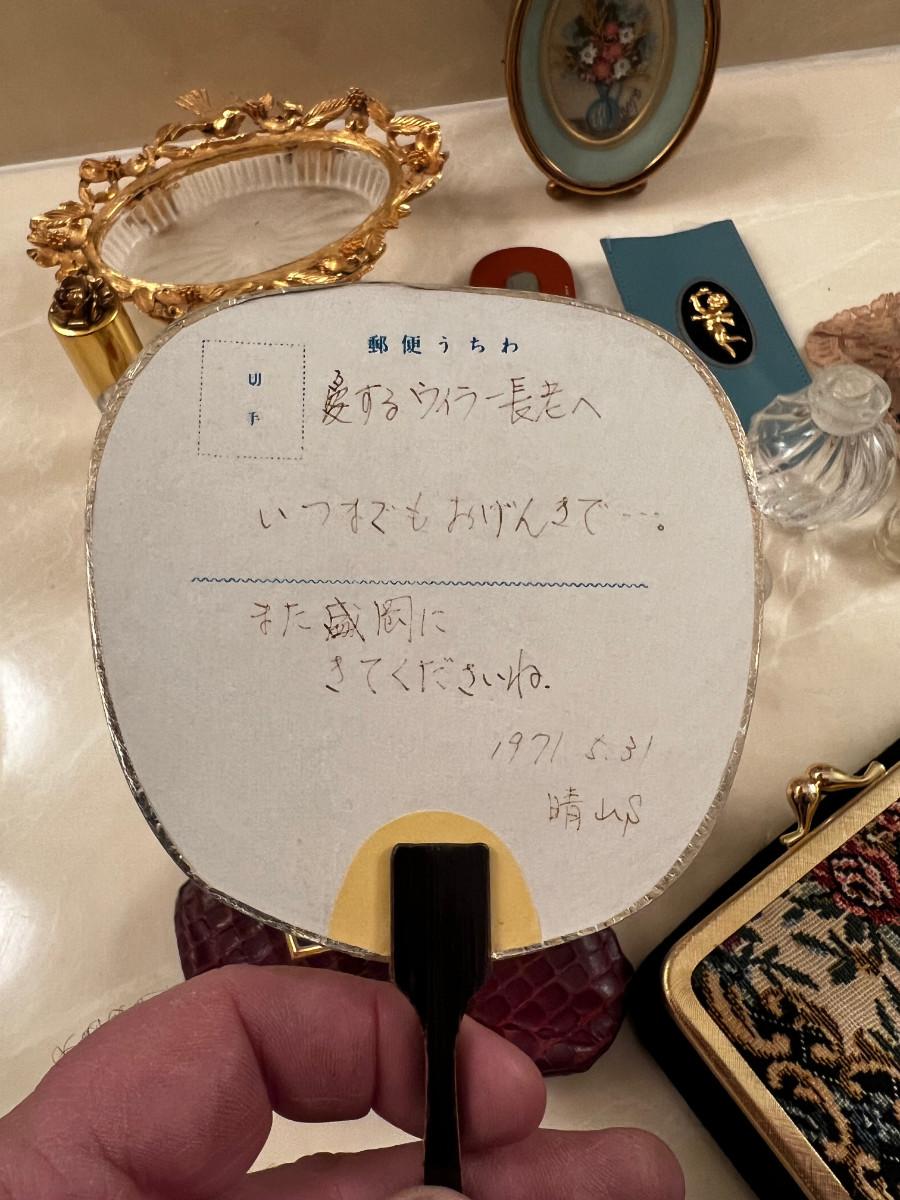 郵便うちわ
切手
愛するウィラー長老へ
いつまでもおげんきで…。
また盛岡に
きてくださいね.
1971 5.31
晴山